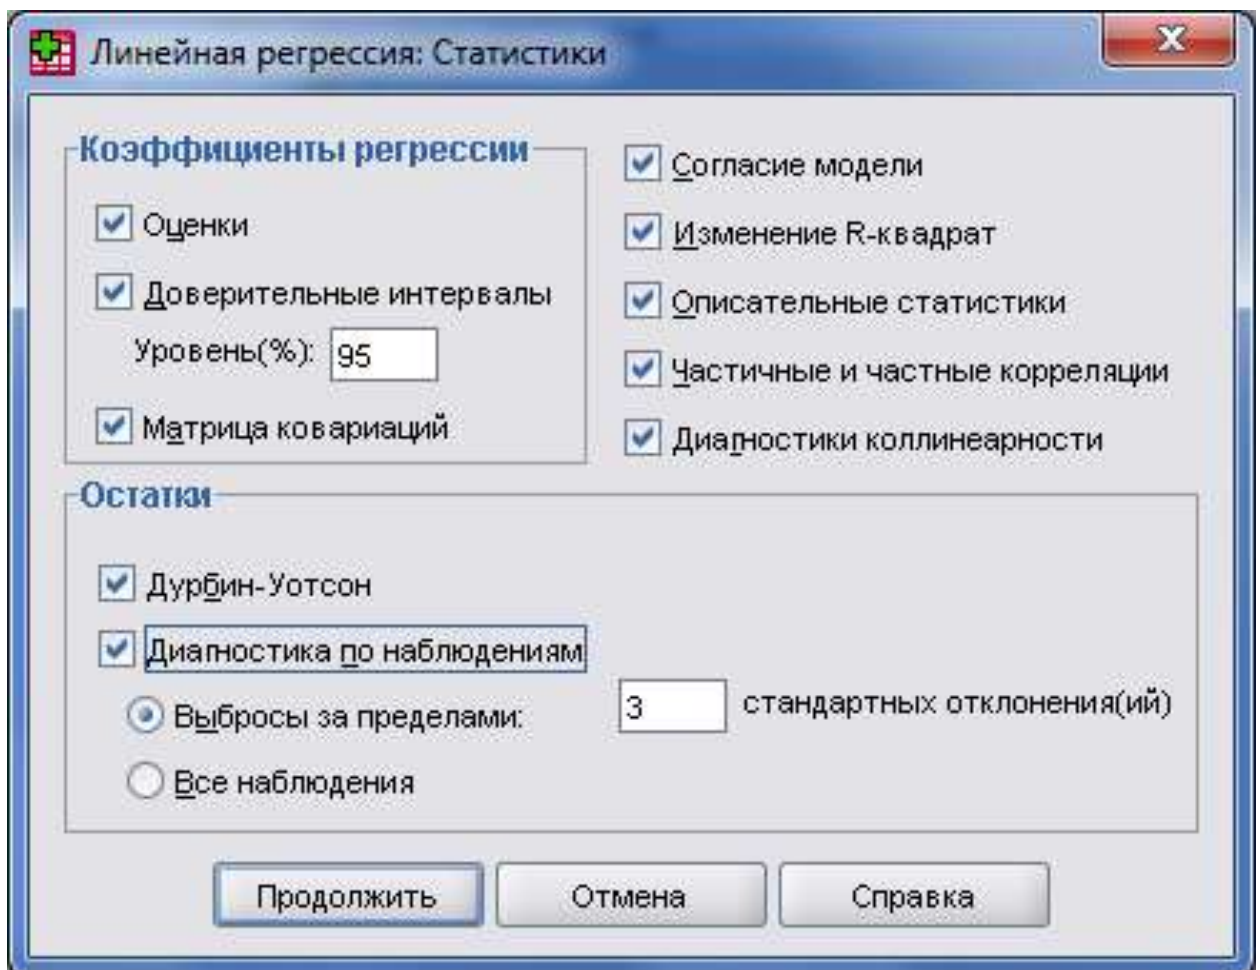 Линейная регрессия: Статистики
Коэффициенты регрессии
Оценки
Доверительные интервалы
Уровень(%): 95
Матрица ковариаций
Согласие модели
Изменение R-квадрат
Описательные статистики
Частичные и частные корреляции
Диагностики коллинеарности
Остатки
Дурбин-Уотсон
Диагностика по наблюдениям
Выбросы за пределами: 3 стандартных отклонения(ий)
Все наблюдения
Продолжить Отмена Справка